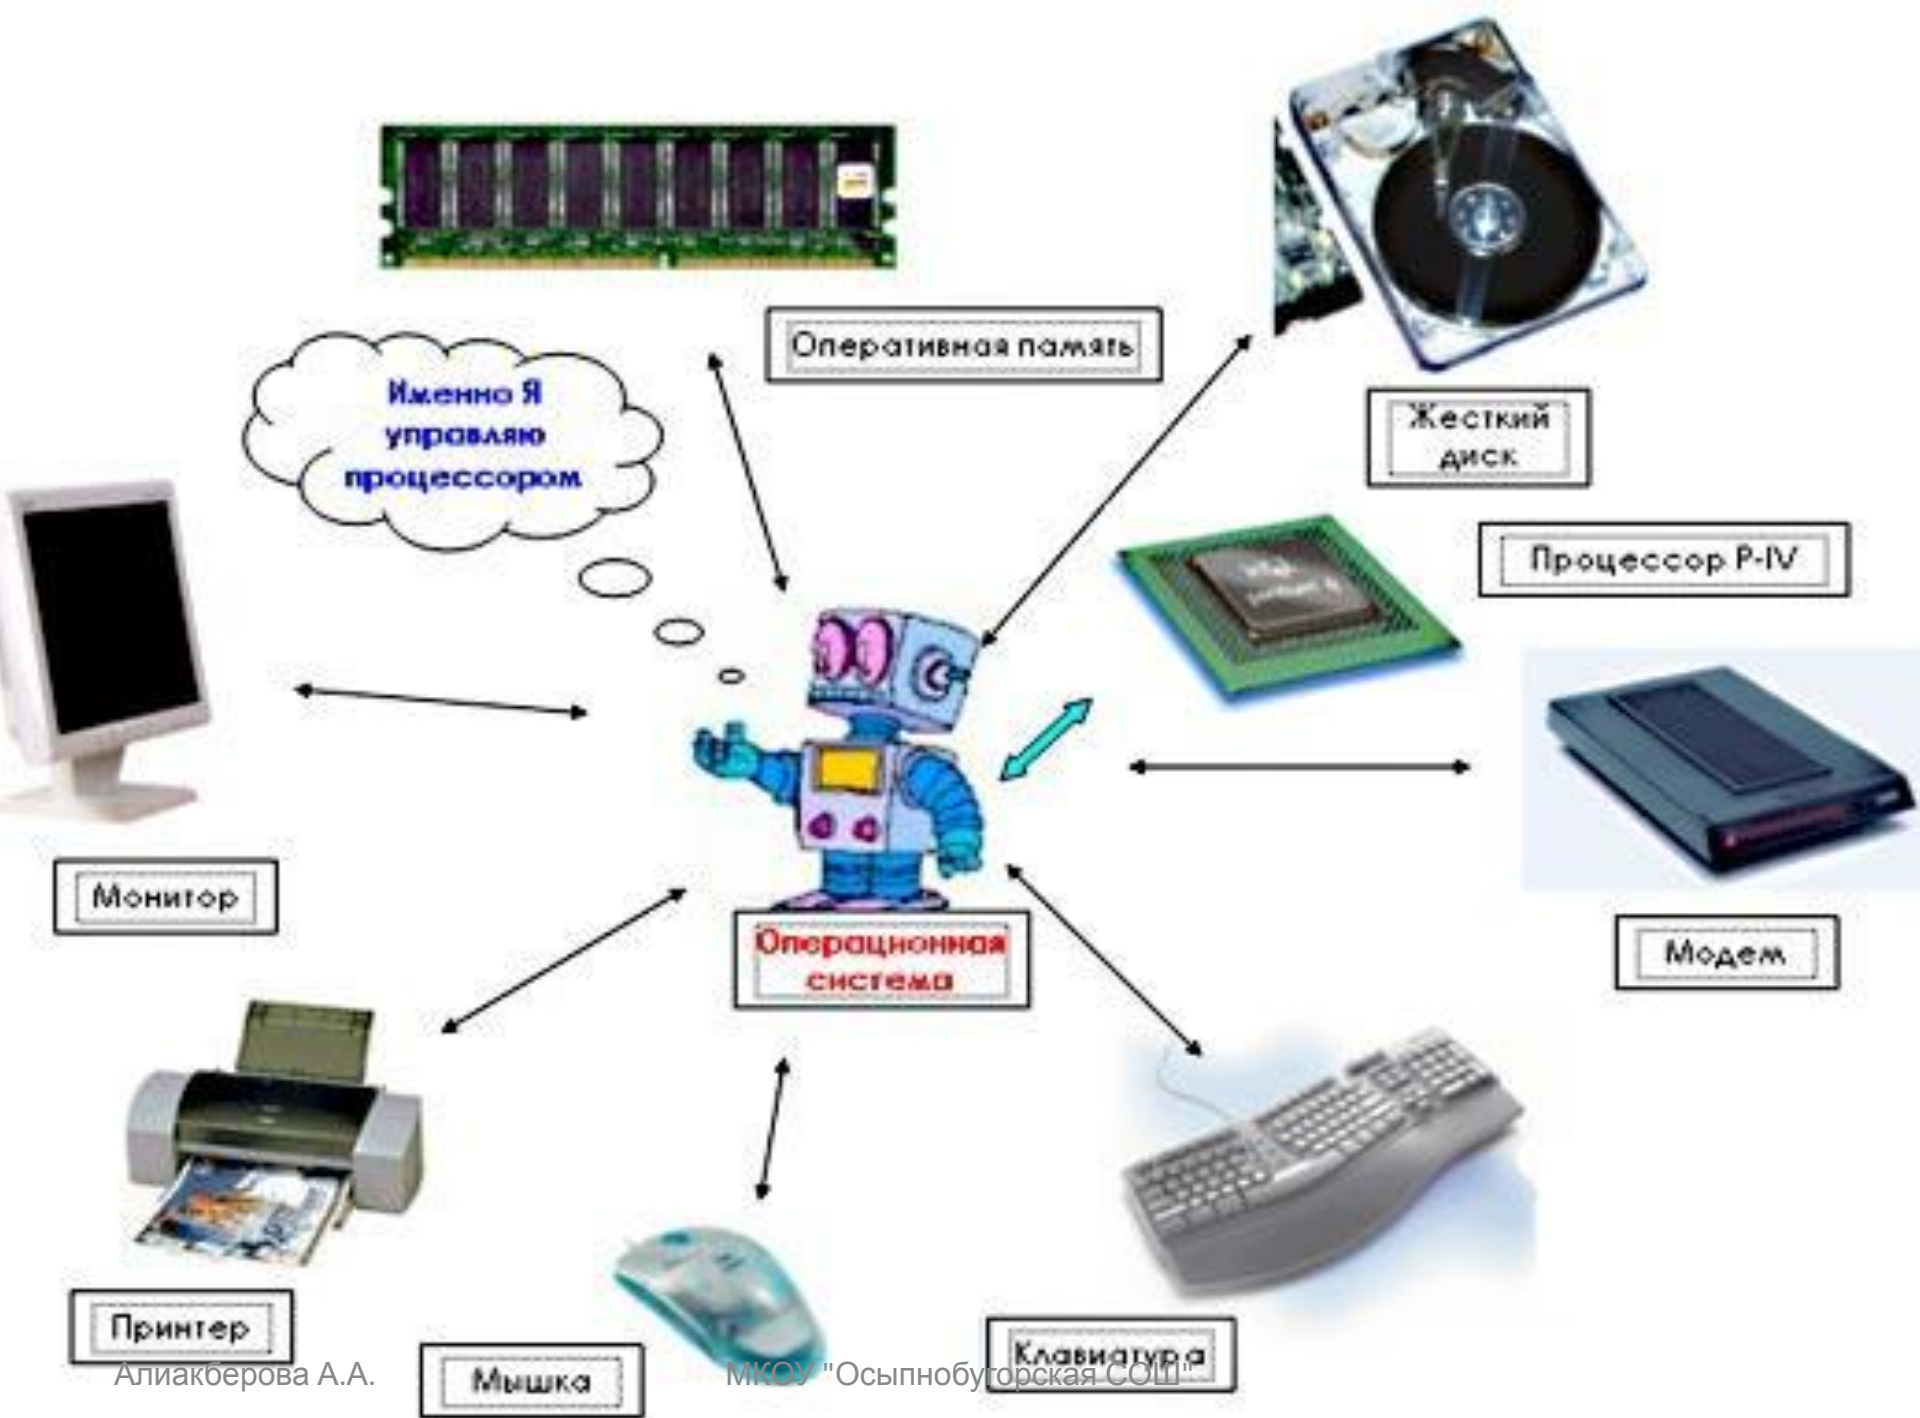 Оперативная память
Именно Я
управляю
процессором
Жесткий
диск
Процессор P-IV
Монитор
Операционная
система
Модем
Принтер
Мышка
Клавиатура
Алиакберова А.А.
МКОУ "Осыпнобугорская СОШ"